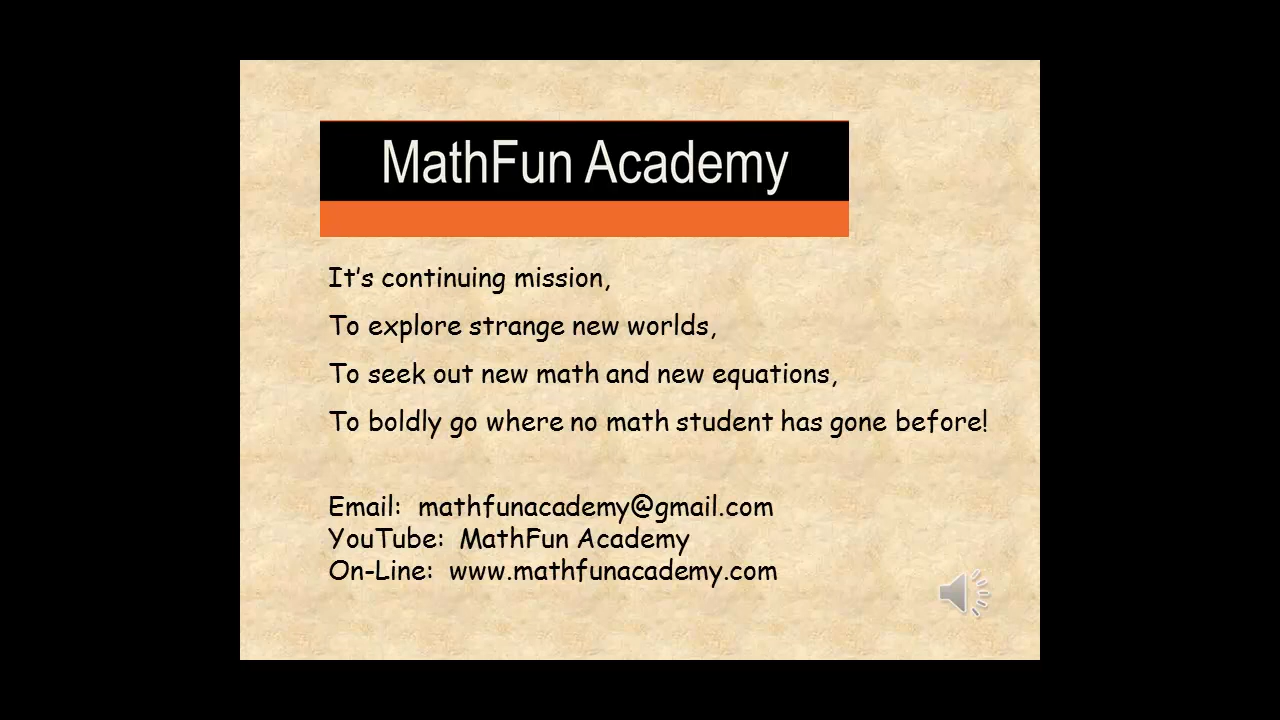 MathFun Academy
It's continuing mission,
To explore strange new worlds,
To seek out new math and new equations,
To boldly go where no math student has gone before!
Email:  mathfunacademy@gmail.com
YouTube:  MathFun Academy
On-Line:  www.mathfunacademy.com